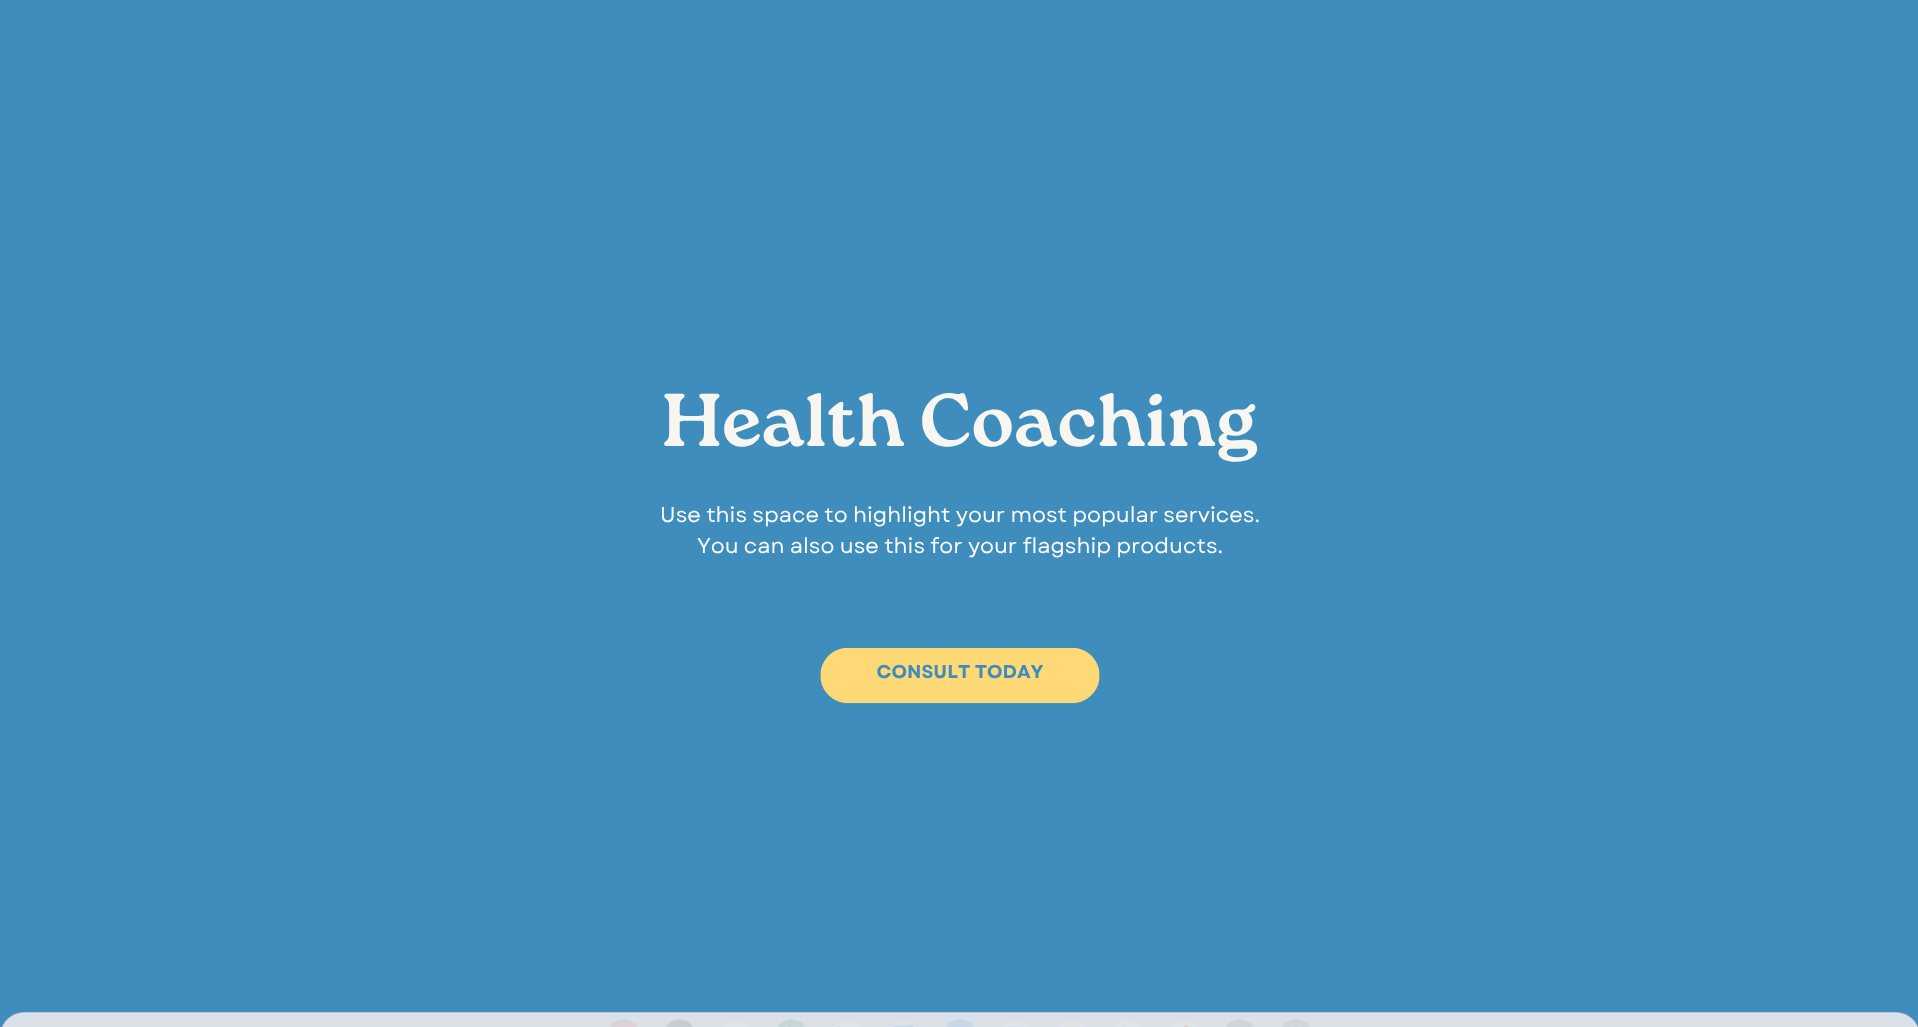 Health Coaching
Use this space to highlight your most popular services.
You can also use this for your flagship products.
CONSULT TODAY